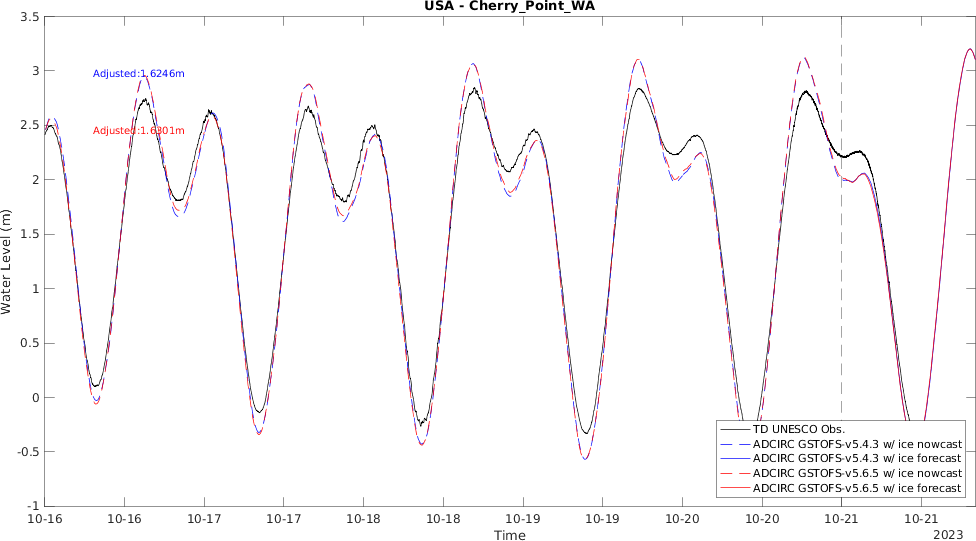 USA - Cherry_Point_WA
3.5
3
2.5
2
1.5
1
0.5
0
-0.5
-1
Water Level (m)
Adjusted:1.6246m
Adjusted:1.6301m
TD UNESCO Obs.
ADCIRC GSTOFS-v5.4.3 w/ ice nowcast
ADCIRC GSTOFS-v5.4.3 w/ ice forecast
ADCIRC GSTOFS-v5.6.5 w/ ice nowcast
ADCIRC GSTOFS-v5.6.5 w/ ice forecast
10-16 10-16 10-17 10-17 10-18 10-18 10-19 10-19 10-20 10-20 10-21 10-21
Time
2023